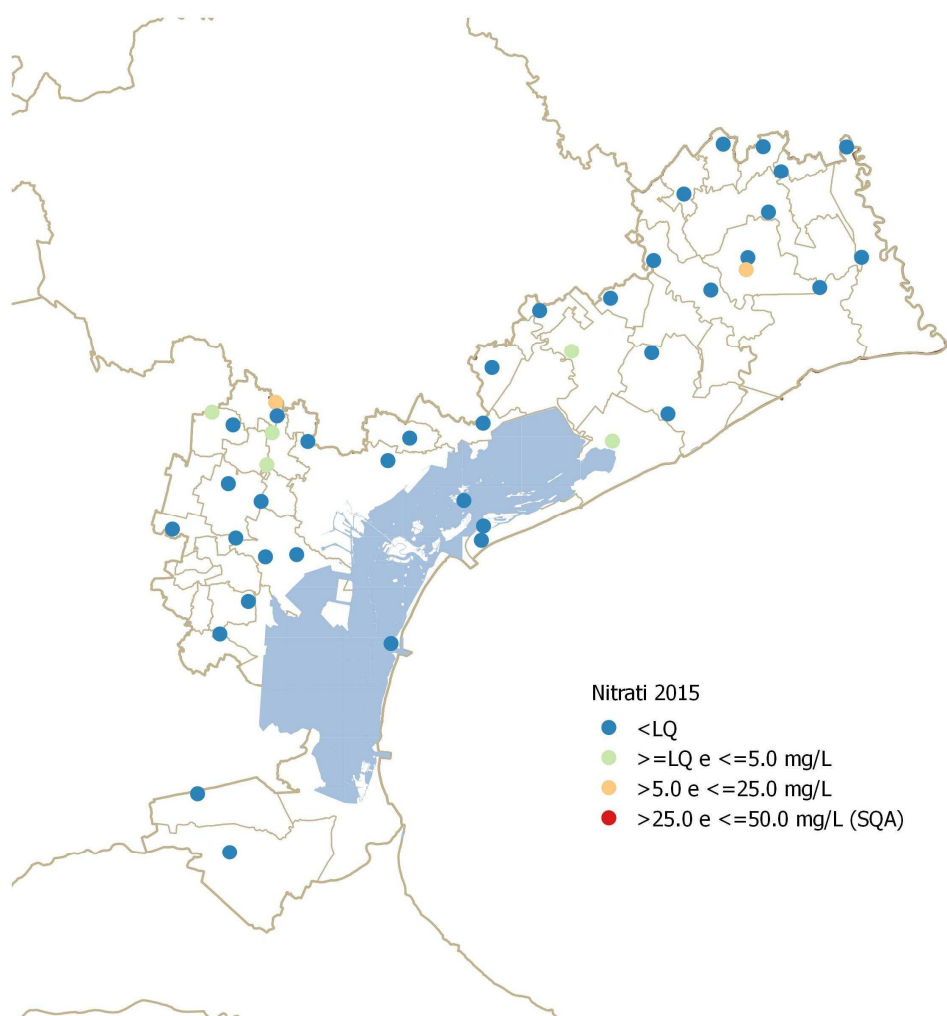 Nitrati 2015
<LQ
>=LQ e <=5.0 mg/L
>5.0 e <=25.0 mg/L
>25.0 e <=50.0 mg/L (SQA)